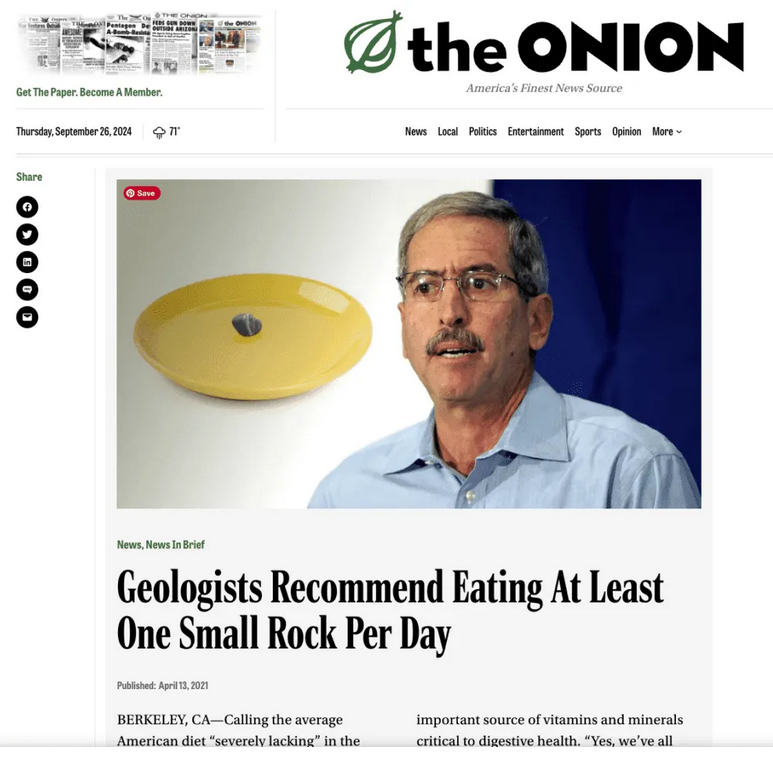 THE ONION
the ONION
FEDS GUN DOWN
Pentagon
A-Bomb-Resista
the ONION
America's Finest News Source
Get The Paper. Become A Member.
Thursday, September 26, 2024
71°
News Local Politics Entertainment Sports Opinion More
Share
Save
News, News In Brief
Geologists Recommend Eating At Least
One Small Rock Per Day
Published: April 13, 2021
BERKELEY, CA—Calling the average
American diet “severely lacking” in the
important source of vitamins and minerals
critical to digestive health. “Yes, we’ve all